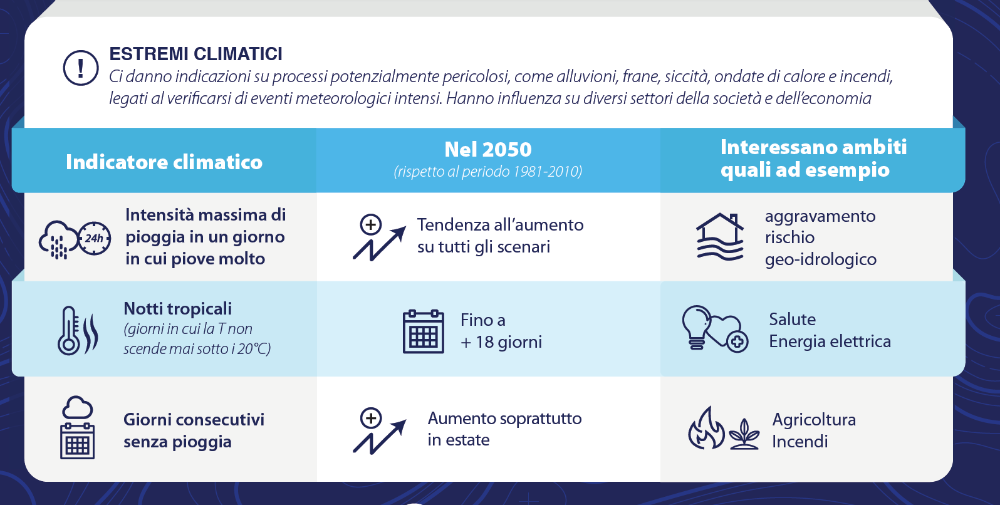 ESTREMI CLIMATICI
Ci danno indicazioni su processi potenzialmente pericolosi, come alluvioni, frane, siccità, ondate di calore e incendi,
legati al verificarsi di eventi meteorologici intensi. Hanno influenza su diversi settori della società e dell'economia
Indicatore climatico
Nel 2050
(rispetto al periodo 1981-2010)
Interessano ambiti
quali ad esempio
24h
Intensità massima di
pioggia in un giorno
in cui piove molto
Tendenza all'aumento
su tutti gli scenari
aggravamento
rischio
geo-idrologico
Notti tropicali
(giorni in cui la T non
scende mai sotto i 20°C)
Fino a
+ 18 giorni
Salute
Energia elettrica
Giorni consecutivi
senza pioggia
Aumento soprattutto
in estate
Agricoltura
Incendi